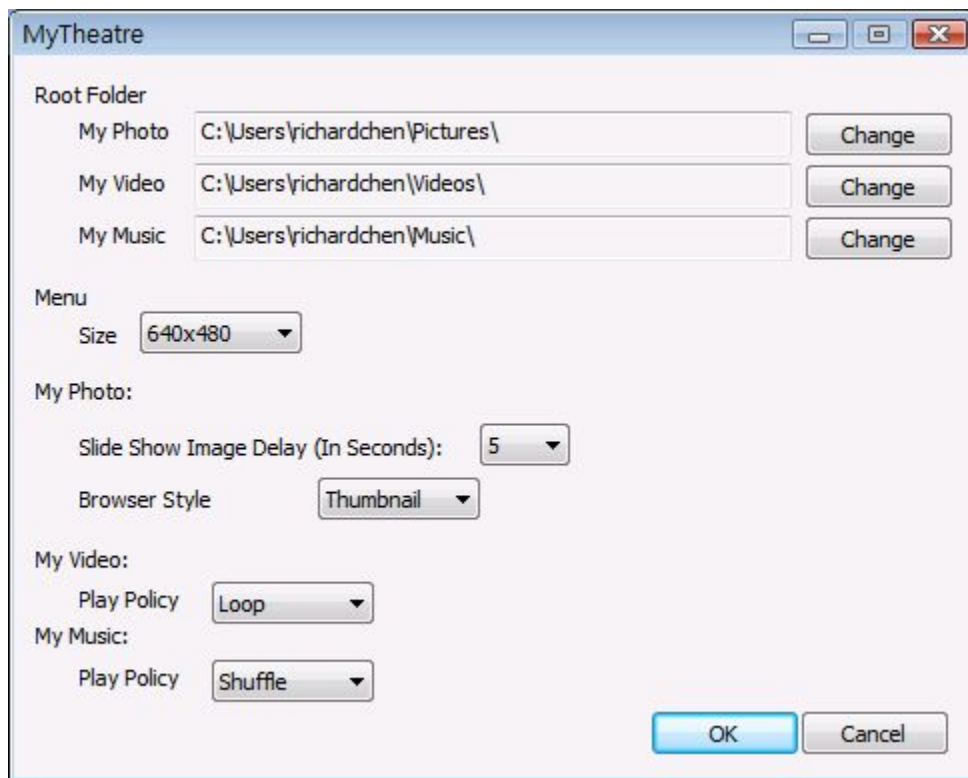 MyTheatre
Root Folder
My Photo C:\Users\richardchen\Pictures\ Change
My Video C:\Users\richardchen\Videos\ Change
My Music C:\Users\richardchen\Music\ Change
Menu
Size 640x480
My Photo:
Slide Show Image Delay (In Seconds): 5
Browser Style Thumbnail
My Video:
Play Policy Loop
My Music:
Play Policy Shuffle
OK Cancel